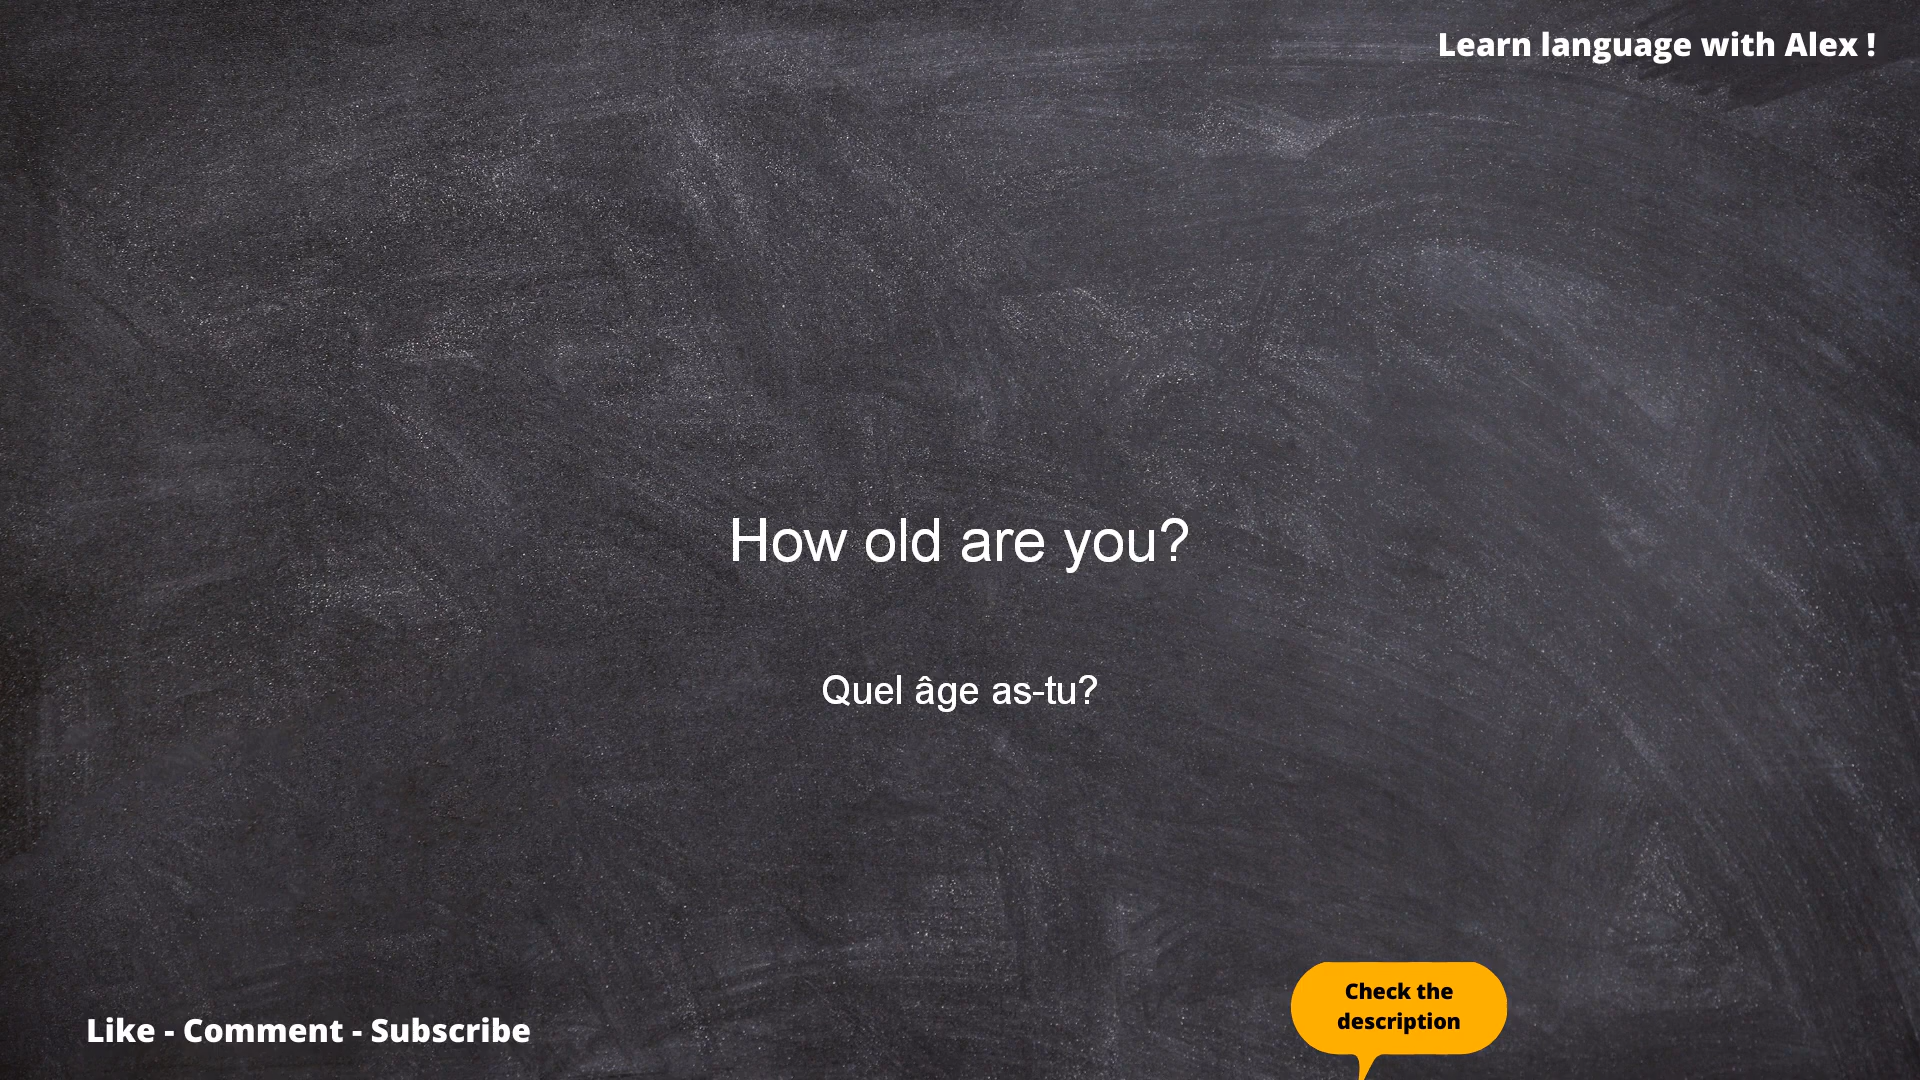 Learn language with Alex !
How old are you?
Quel âge as-tu?
Check the
description
Like - Comment - Subscribe